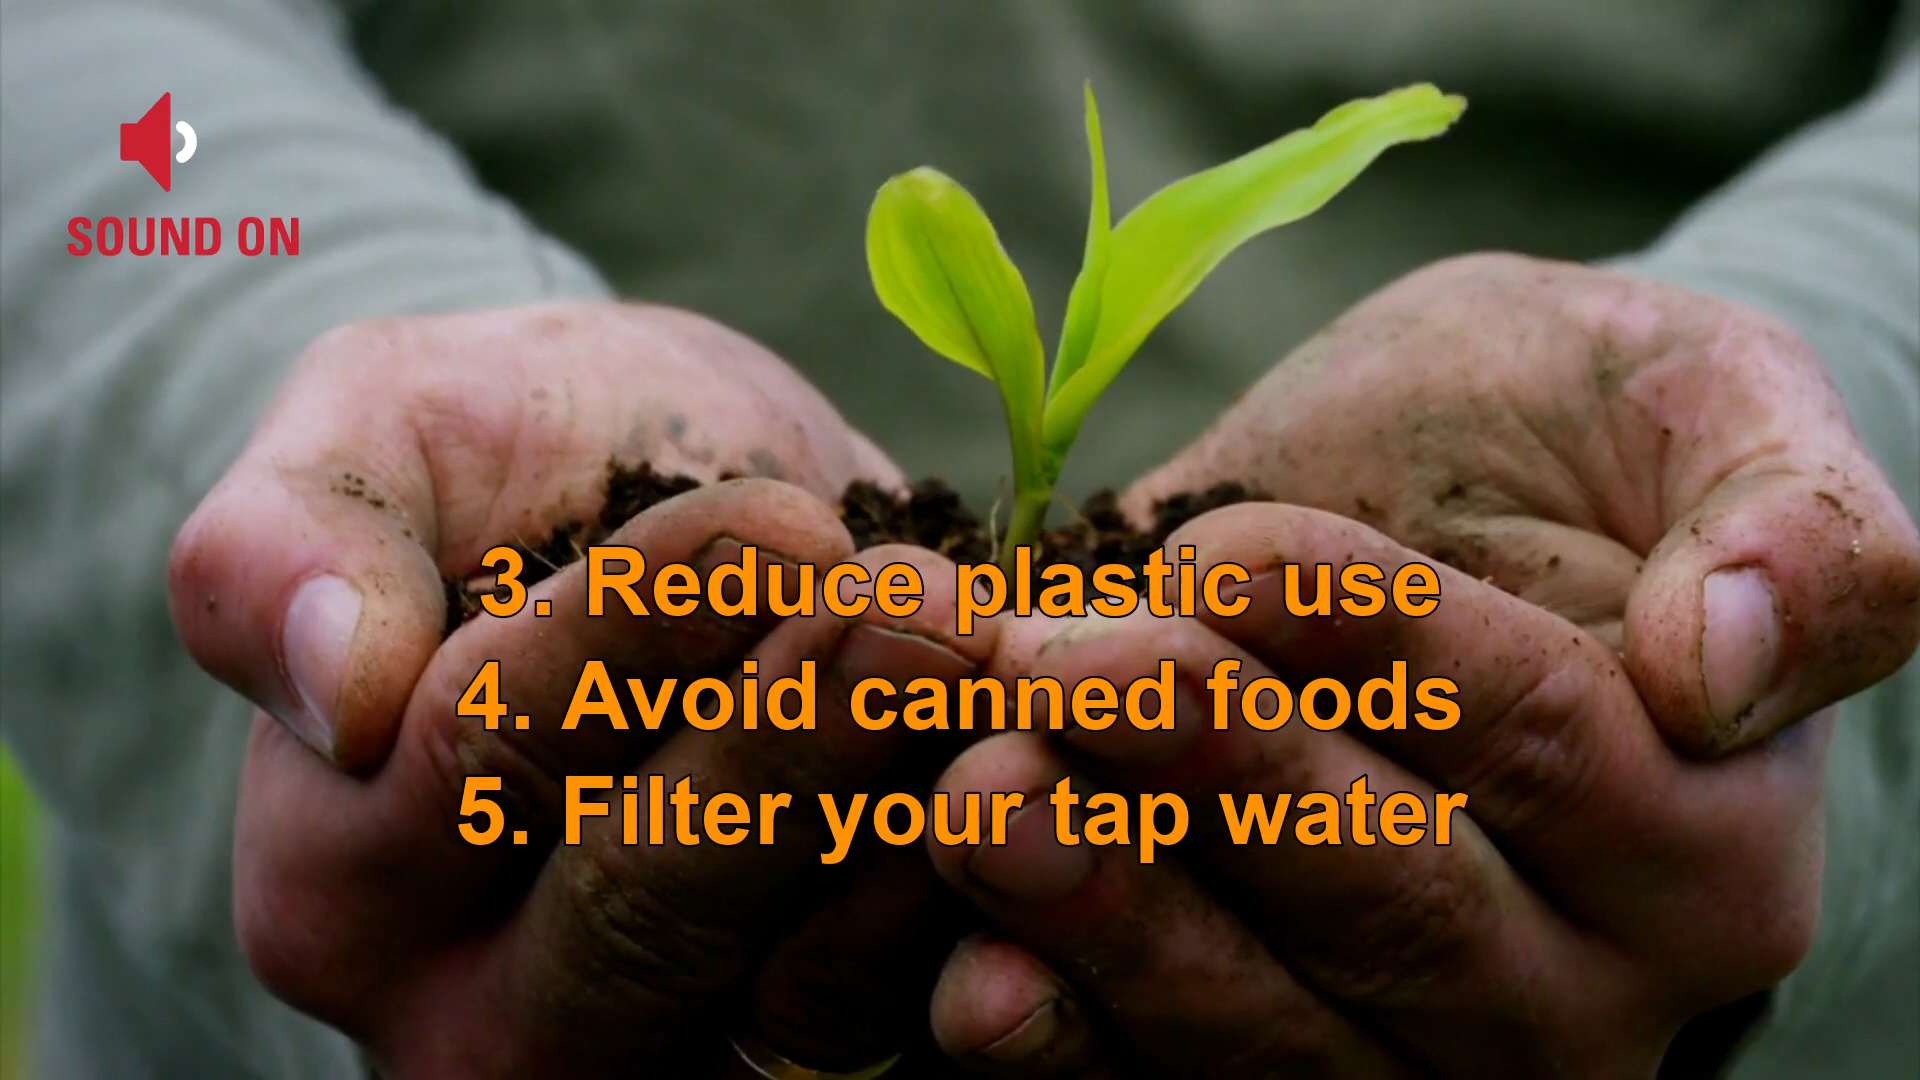 SOUND ON
3. Reduce plastic use
4. Avoid canned foods
5. Filter your tap water